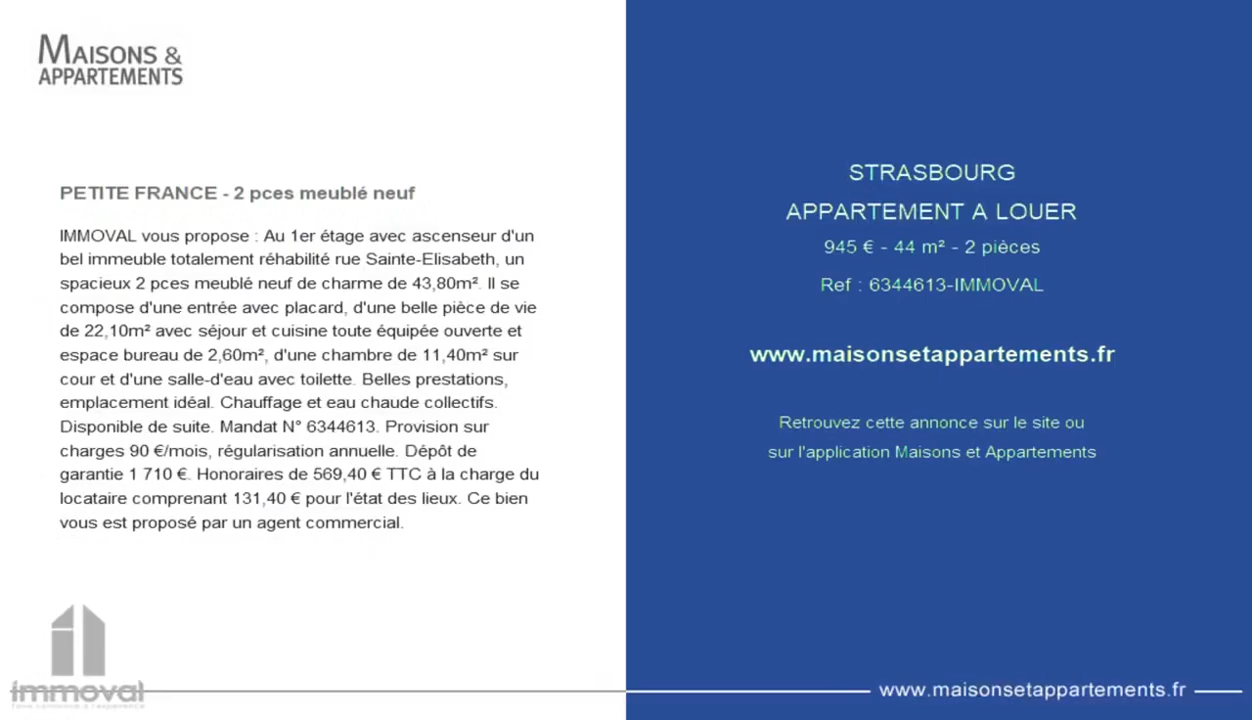 MAISONS &
APPARTEMENTS
PETITE FRANCE - 2 pces meublé neuf
IMMOVAL vous propose : Au 1er étage avec ascenseur d'un
bel immeuble totalement réhabilité rue Sainte-Elisabeth, un
spacieux 2 pces meublé neuf de charme de 43,80m². Il se
compose d'une entrée avec placard, d'une belle pièce de vie
de 22,10m² avec séjour et cuisine toute équipée ouverte et
espace bureau de 2,60m², d'une chambre de 11,40m² sur
cour et d'une salle-d'eau avec toilette. Belles prestations,
emplacement idéal. Chauffage et eau chaude collectifs.
Disponible de suite. Mandat N° 6344613. Provision sur
charges 90 €/mois, régularisation annuelle. Dépôt de
garantie 1 710 €. Honoraires de 569,40 € TTC à la charge du
locataire comprenant 131,40 € pour l'état des lieux. Ce bien
vous est proposé par un agent commercial.
immoval
STRASBOURG
APPARTEMENT A LOUER
945 € - 44 m² - 2 pièces
Ref : 6344613-IMMOVAL
www.maisonsetappartements.fr
Retrouvez cette annonce sur le site ou
sur l'application Maisons et Appartements
www.maisonsetappartements.fr